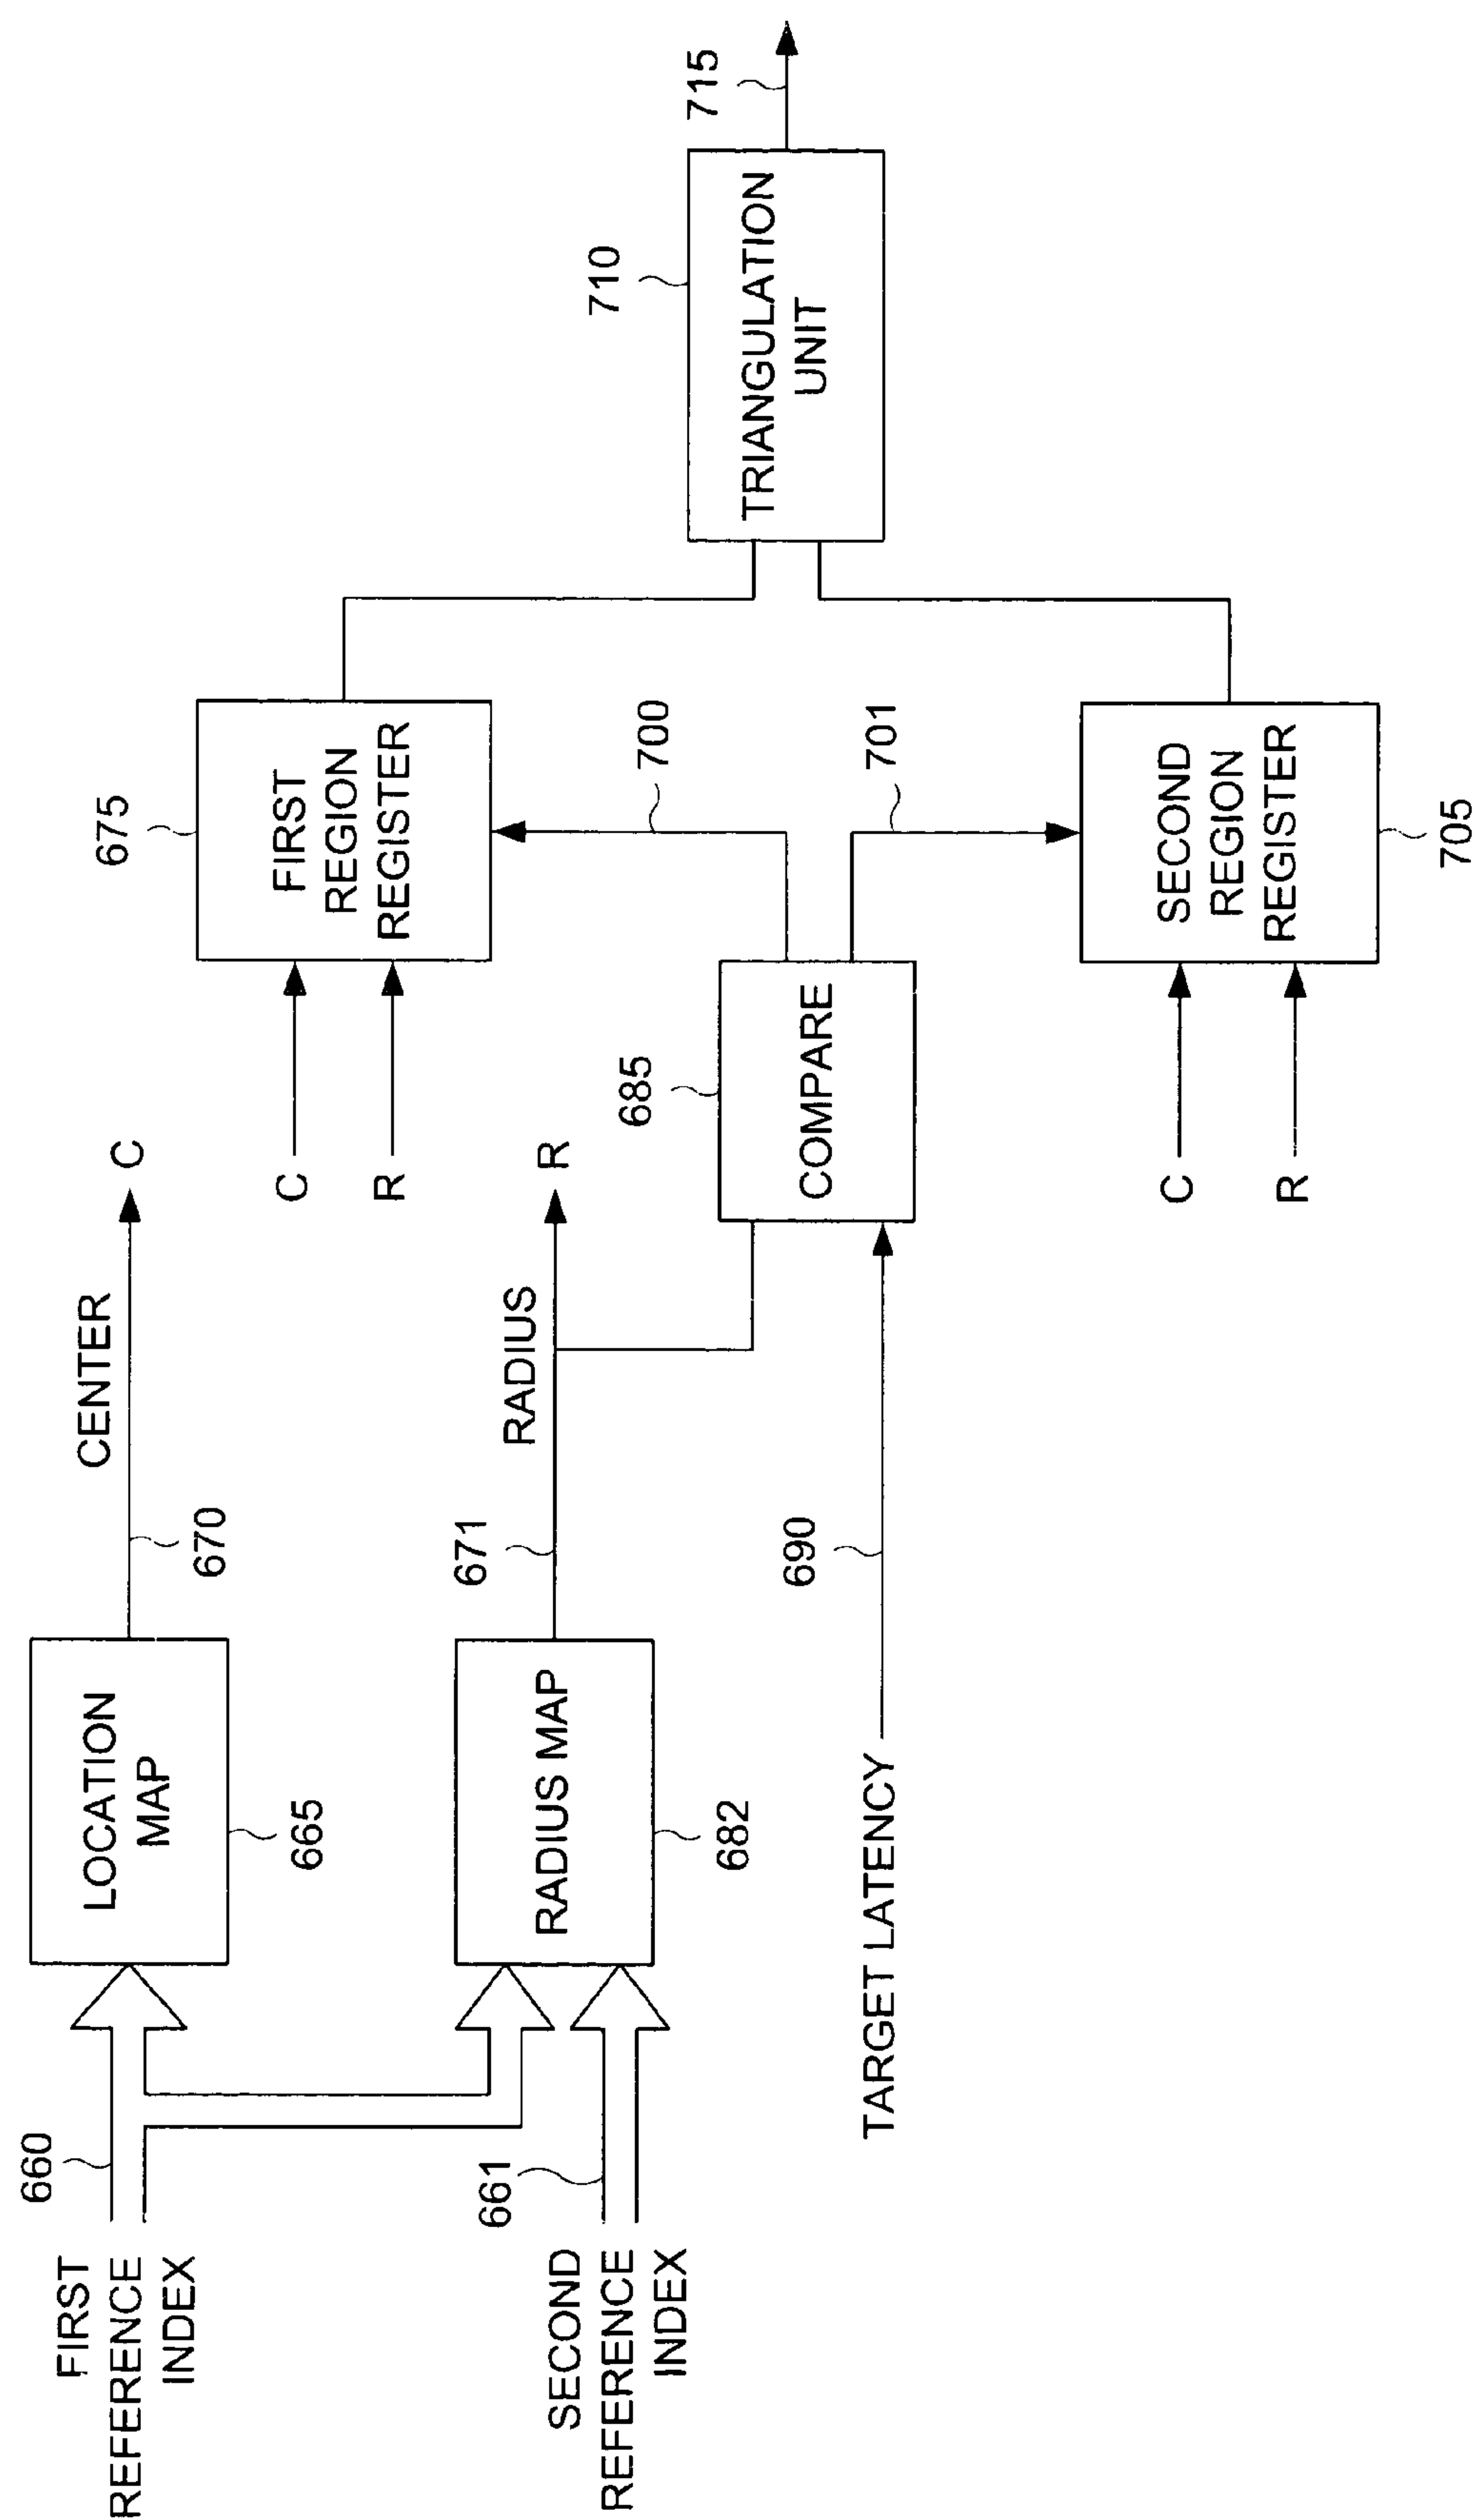 FIRST
REFERENCE
INDEX
660
LOCATION
MAP
665
670
CENTER
C
SECOND
REFERENCE
INDEX
661
RADIUS MAP
682
671
RADIUS
R
TARGET LATENCY
690
COMPARE
685
C
R
FIRST
REGION
REGISTER
675
700
701
C
R
SECOND
REGION
REGISTER
705
TRIANGULATION
UNIT
710
715